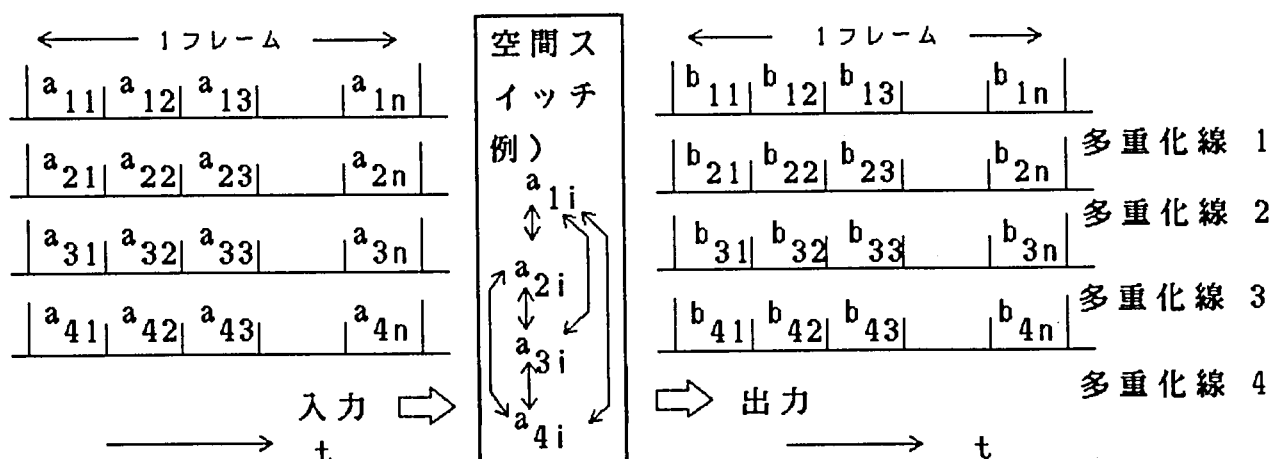 1フレーム
a11 a12 a13 a1n
a21 a22 a23 a2n
a31 a32 a33 a3n
a41 a42 a43 a4n
入力
t
空間ス
イッチ
例)
a1i
a2i
a3i
a4i
1フレーム
b11 b12 b13 b1n
多重化線 1
b21 b22 b23 b2n
多重化線 2
b31 b32 b33 b3n
多重化線 3
b41 b42 b43 b4n
多重化線 4
出力
t